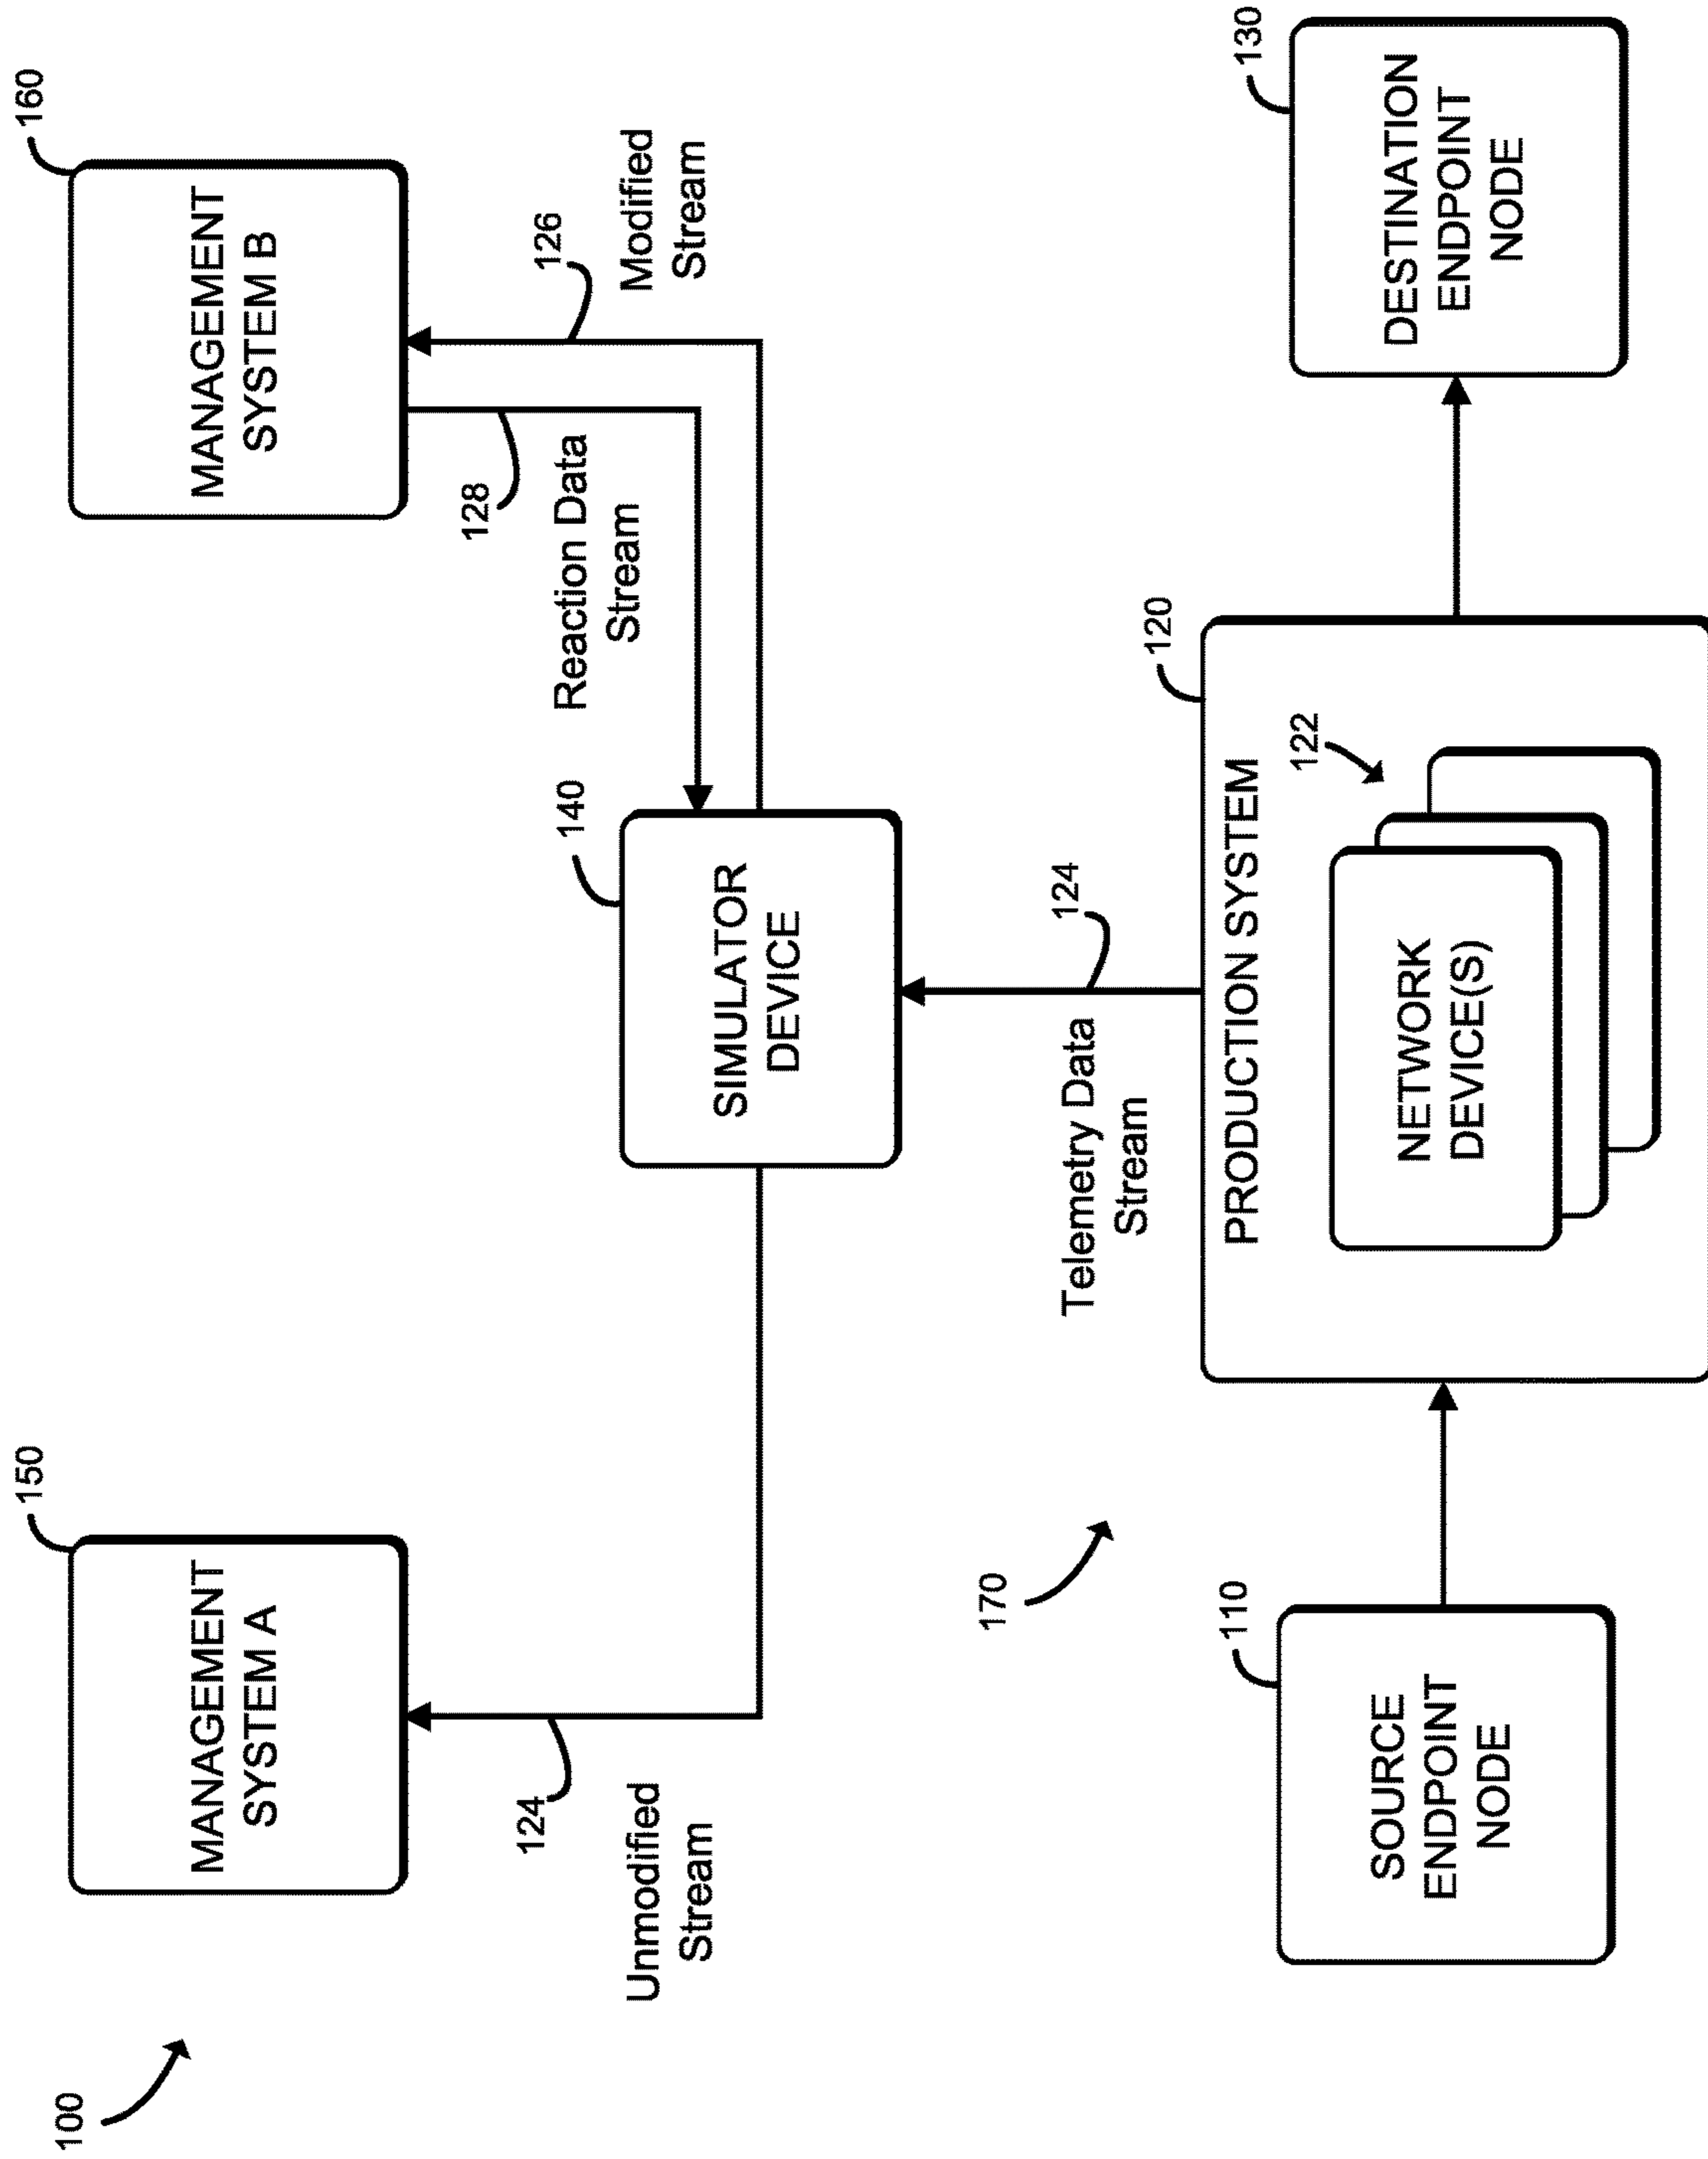 100
150
MANAGEMENT
SYSTEM A
160
MANAGEMENT
SYSTEM B
124
Unmodified
Stream
128
Reaction Data
Stream
126
Modified
Stream
140
SIMULATOR
DEVICE
Telemetry Data
Stream
124
170
110
SOURCE
ENDPOINT
NODE
120
PRODUCTION SYSTEM
122
NETWORK
DEVICE(S)
130
DESTINATION
ENDPOINT
NODE